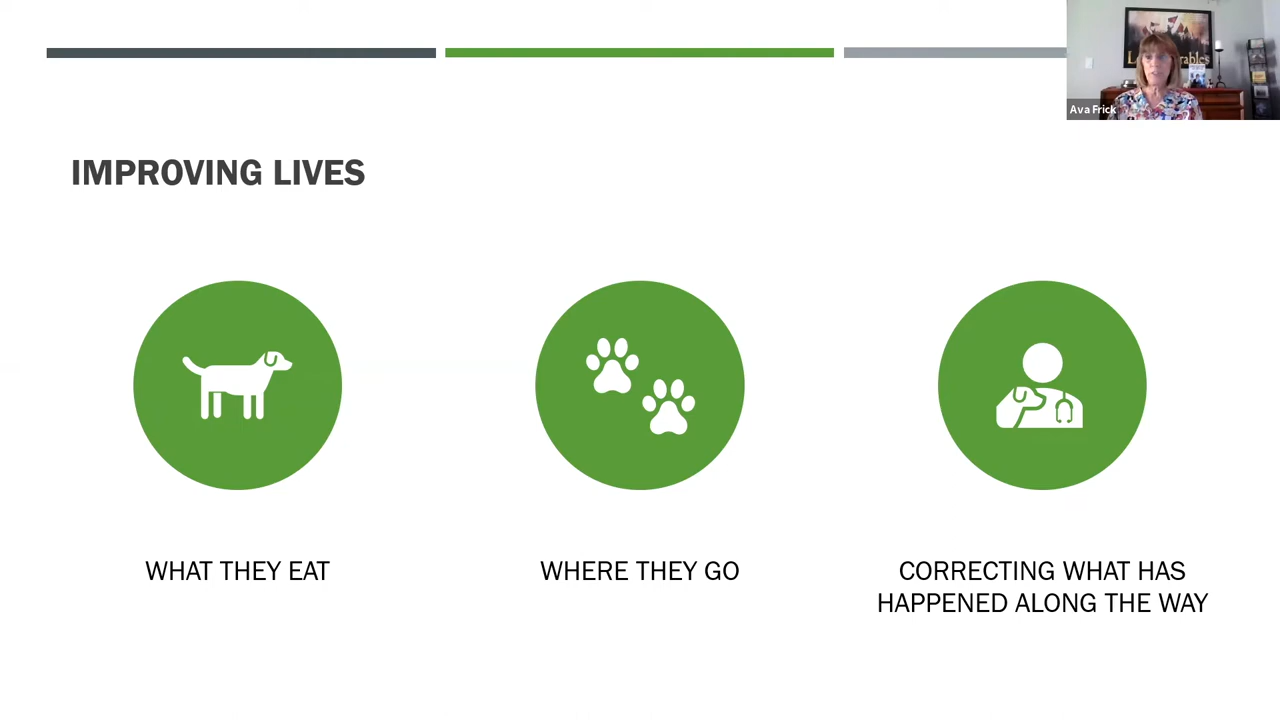 Ava Frick
IMPROVING LIVES
WHAT THEY EAT
WHERE THEY GO
CORRECTING WHAT HAS
HAPPENED ALONG THE WAY